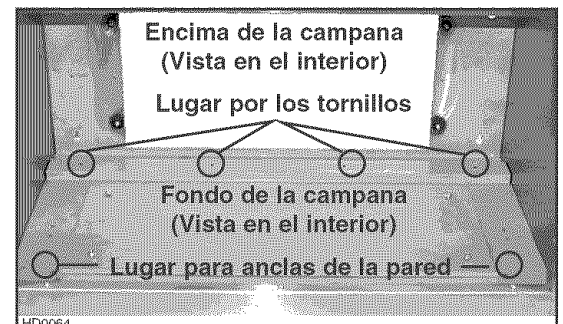 Encima de la campana
(Vista en el interior)
Lugar por los tornillos
Fondo de la campana
(Vista en el interior)
Lugar para anclas de la pared
HD0064